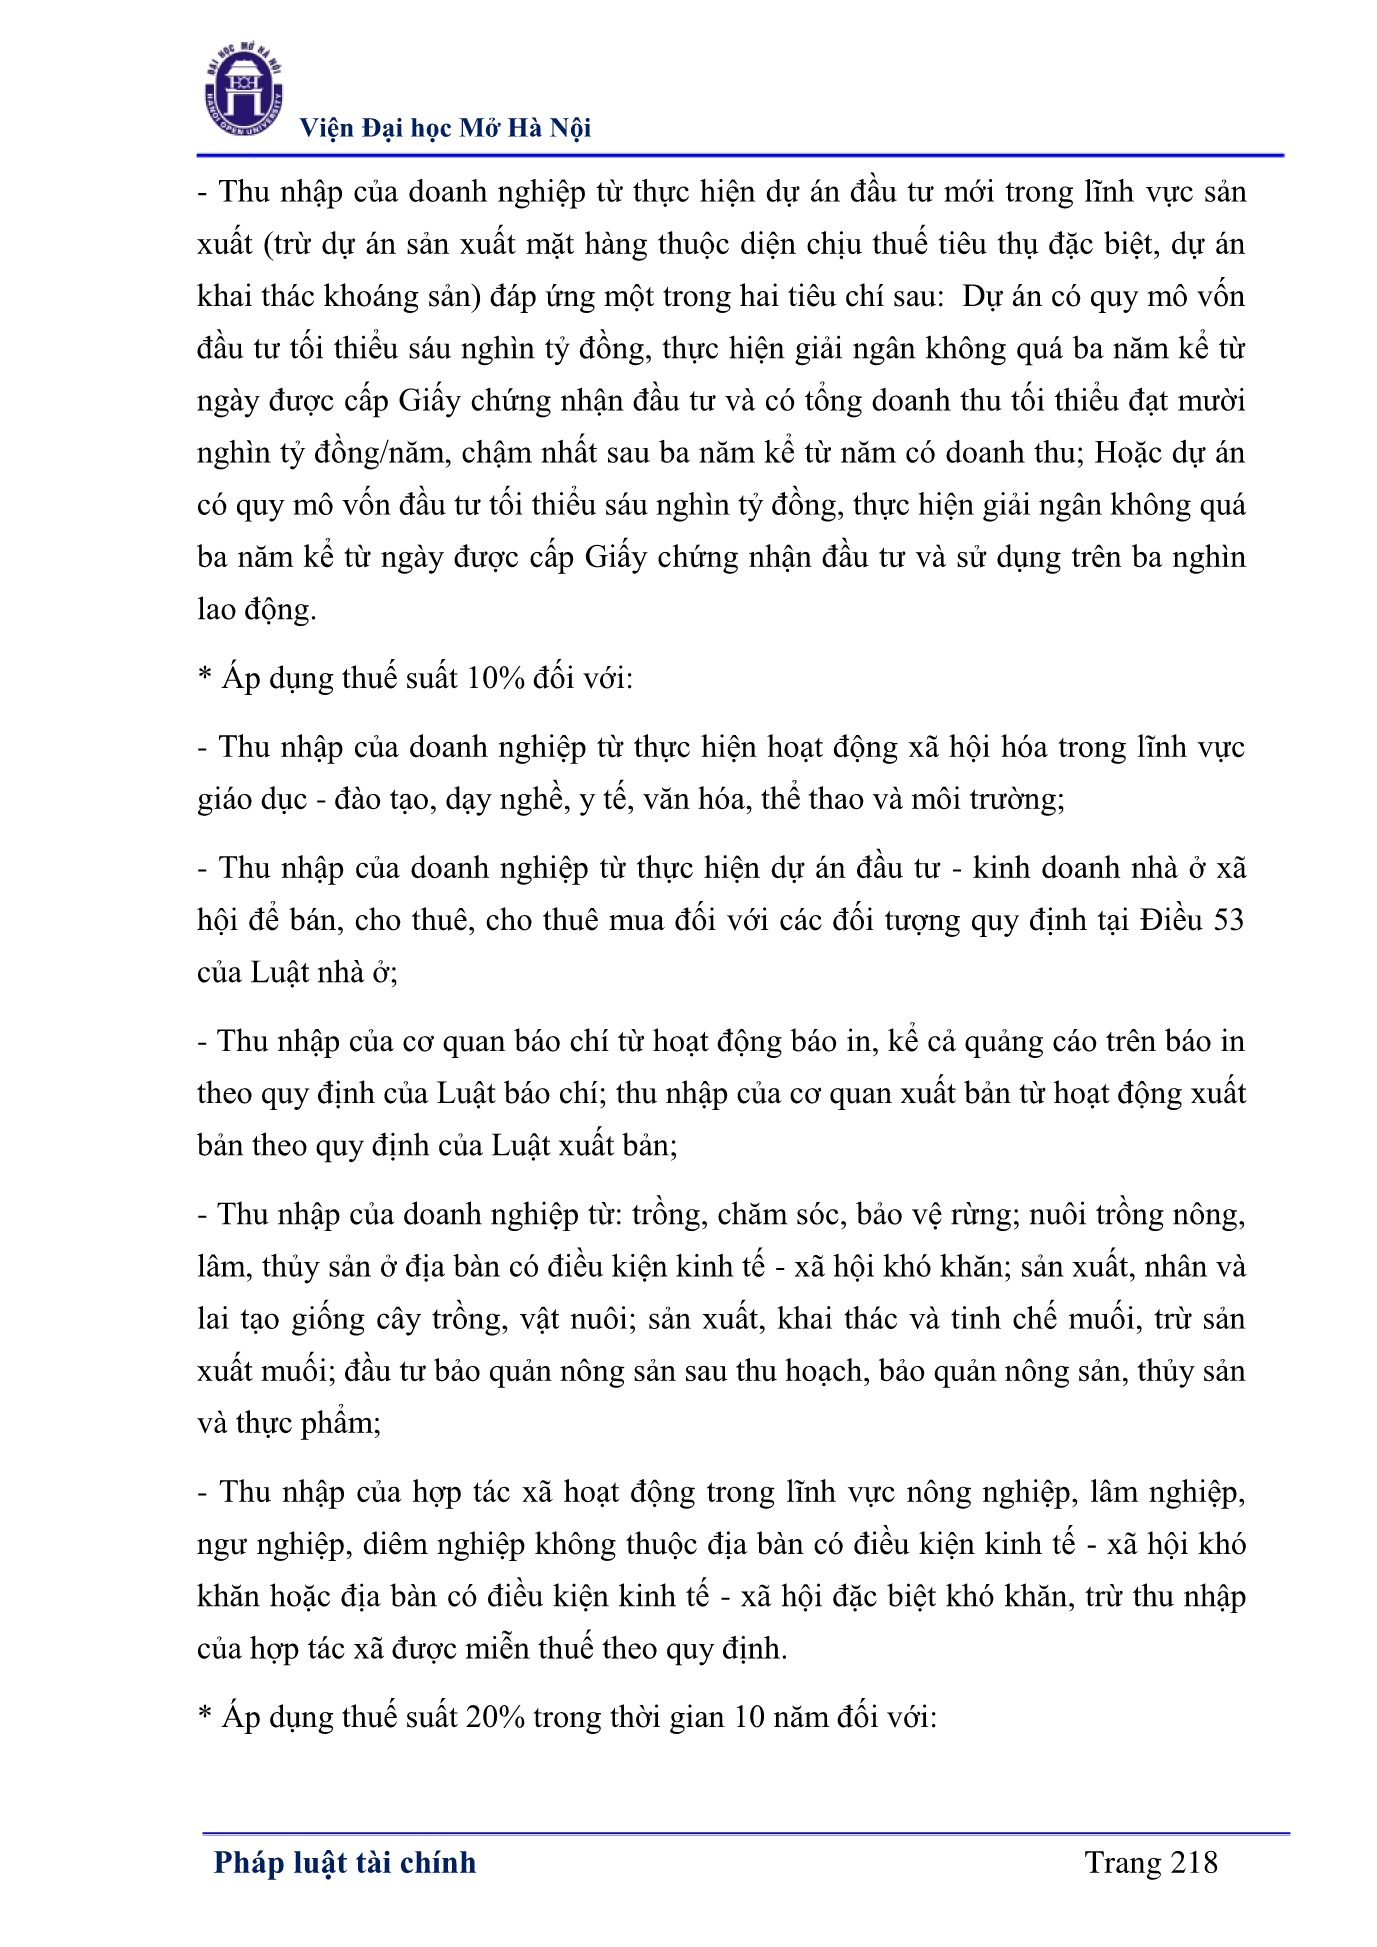 ĐẠI HỌC MỞ HÀ NỘI
HANOI OPEN UNIVERSITY
Viện Đại học Mở Hà Nội
- Thu nhập của doanh nghiệp từ thực hiện dự án đầu tư mới trong lĩnh vực sản
xuất (trừ dự án sản xuất mặt hàng thuộc diện chịu thuế tiêu thụ đặc biệt, dự án
khai thác khoáng sản) đáp ứng một trong hai tiêu chí sau:  Dự án có quy mô vốn
đầu tư tối thiểu sáu nghìn tỷ đồng, thực hiện giải ngân không quá ba năm kể từ
ngày được cấp Giấy chứng nhận đầu tư và có tổng doanh thu tối thiểu đạt mười
nghìn tỷ đồng/năm, chậm nhất sau ba năm kể từ năm có doanh thu; Hoặc dự án
có quy mô vốn đầu tư tối thiểu sáu nghìn tỷ đồng, thực hiện giải ngân không quá
ba năm kể từ ngày được cấp Giấy chứng nhận đầu tư và sử dụng trên ba nghìn
lao động.
* Áp dụng thuế suất 10% đối với:
- Thu nhập của doanh nghiệp từ thực hiện hoạt động xã hội hóa trong lĩnh vực
giáo dục - đào tạo, dạy nghề, y tế, văn hóa, thể thao và môi trường;
- Thu nhập của doanh nghiệp từ thực hiện dự án đầu tư - kinh doanh nhà ở xã
hội để bán, cho thuê, cho thuê mua đối với các đối tượng quy định tại Điều 53
của Luật nhà ở;
- Thu nhập của cơ quan báo chí từ hoạt động báo in, kể cả quảng cáo trên báo in
theo quy định của Luật báo chí; thu nhập của cơ quan xuất bản từ hoạt động xuất
bản theo quy định của Luật xuất bản;
- Thu nhập của doanh nghiệp từ: trồng, chăm sóc, bảo vệ rừng; nuôi trồng nông,
lâm, thủy sản ở địa bàn có điều kiện kinh tế - xã hội khó khăn; sản xuất, nhân và
lai tạo giống cây trồng, vật nuôi; sản xuất, khai thác và tinh chế muối, trừ sản
xuất muối; đầu tư bảo quản nông sản sau thu hoạch, bảo quản nông sản, thủy sản
và thực phẩm;
- Thu nhập của hợp tác xã hoạt động trong lĩnh vực nông nghiệp, lâm nghiệp,
ngư nghiệp, diêm nghiệp không thuộc địa bàn có điều kiện kinh tế - xã hội khó
khăn hoặc địa bàn có điều kiện kinh tế - xã hội đặc biệt khó khăn, trừ thu nhập
của hợp tác xã được miễn thuế theo quy định.
* Áp dụng thuế suất 20% trong thời gian 10 năm đối với:
Pháp luật tài chính
Trang 218